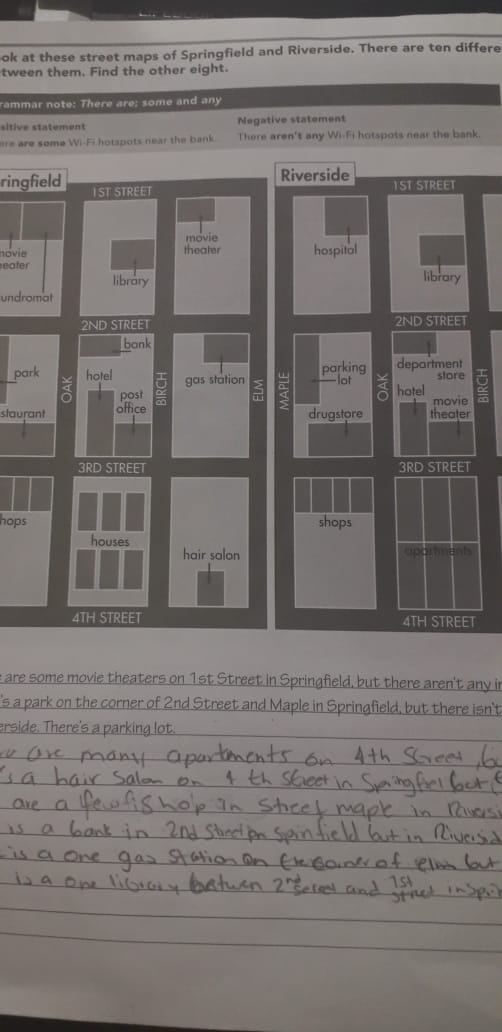 ok at these street maps of Springfield and Riverside. There are ten differe
tween them. Find the other eight.
rammar note: There are; some and any
sitive statement
Negative statement
ere are some Wi-Fi hotspots near the bank.
There aren't any Wi-Fi hotspots near the bank.
ringfield
1ST STREET
movie theater
library
novie
eater
undromat
2ND STREET
bank
park
OAK
hotel
post office
BIRCH
gas station
ELM
staurant
3RD STREET
hops
houses
hair salon
4TH STREET
Riverside
1ST STREET
hospital
library
2ND STREET
MAPLE
parking lot
OAK
department store
hotel
movie theater
BIRCH
drugstore
3RD STREET
shops
apartments
4TH STREET
are some movie theaters on 1st Street in Springfield, but there aren't any in
's a park on the corner of 2nd Street and Maple in Springfield, but there isn't
erside. There's a parking lot.
are many apartments on 4th Street, bu
's a hair salon on 4 th Street in Springfiel but
are a few shop in street maple in Riversi
is a bank in 2nd Street on Spinfield but in Riversid
is a one gas station on the corner of elm but
is a one library betwen 2nd sereet and 1st street in Spri